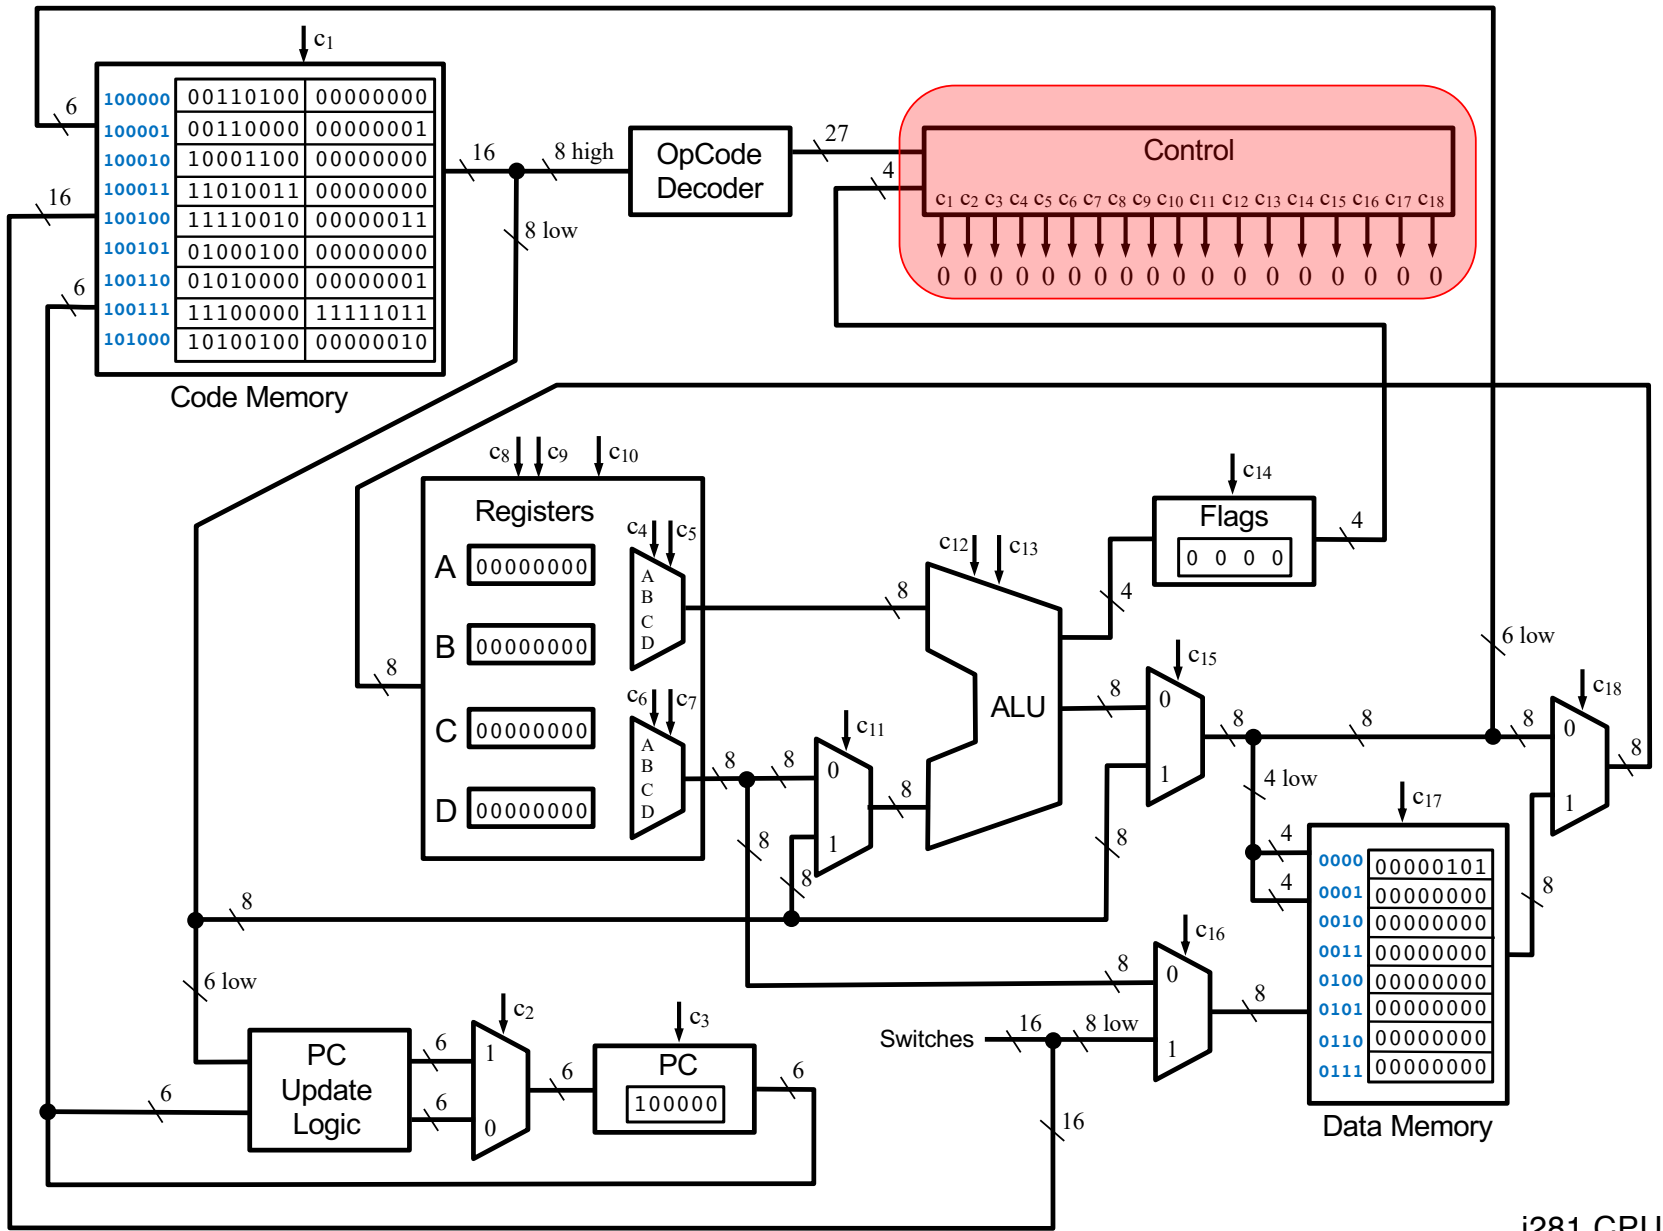 c1
6
16
6
100000 00110100 00000000
100001 00110000 00000001
100010 10001100 00000000
100011 11010011 00000000
100100 11110010 00000011
100101 01000100 00000000
100110 01010000 00000001
100111 11100000 11111011
101000 10100100 00000010
Code Memory
16
8 high
8 low
OpCode
Decoder
27
4
Control
c1 c2 c3 c4 c5 c6 c7 c8 c9 c10 c11 c12 c13 c14 c15 c16 c17 c18
0 0 0 0 0 0 0 0 0 0 0 0 0 0 0 0 0 0
c8 c9 c10
Registers
A 00000000
B 00000000
C 00000000
D 00000000
8
c4 c5
A
B
C
D
c6 c7
A
B
C
D
8
8
8
8
c11
0
1
8
8
c12 c13
ALU
4
8
c14
Flags
0 0 0 0
4
c15
0
1
8
8
8
6 low
8
c18
0
1
8
4 low
4
4
8
c17
0000 00000101
0001 00000000
0010 00000000
0011 00000000
0100 00000000
0101 00000000
0110 00000000
0111 00000000
Data Memory
8
8
c16
0
1
8
8
Switches
16
8 low
16
6 low
PC
Update
Logic
6
6
6
c2
1
0
6
c3
PC
100000
6
i281 CPU